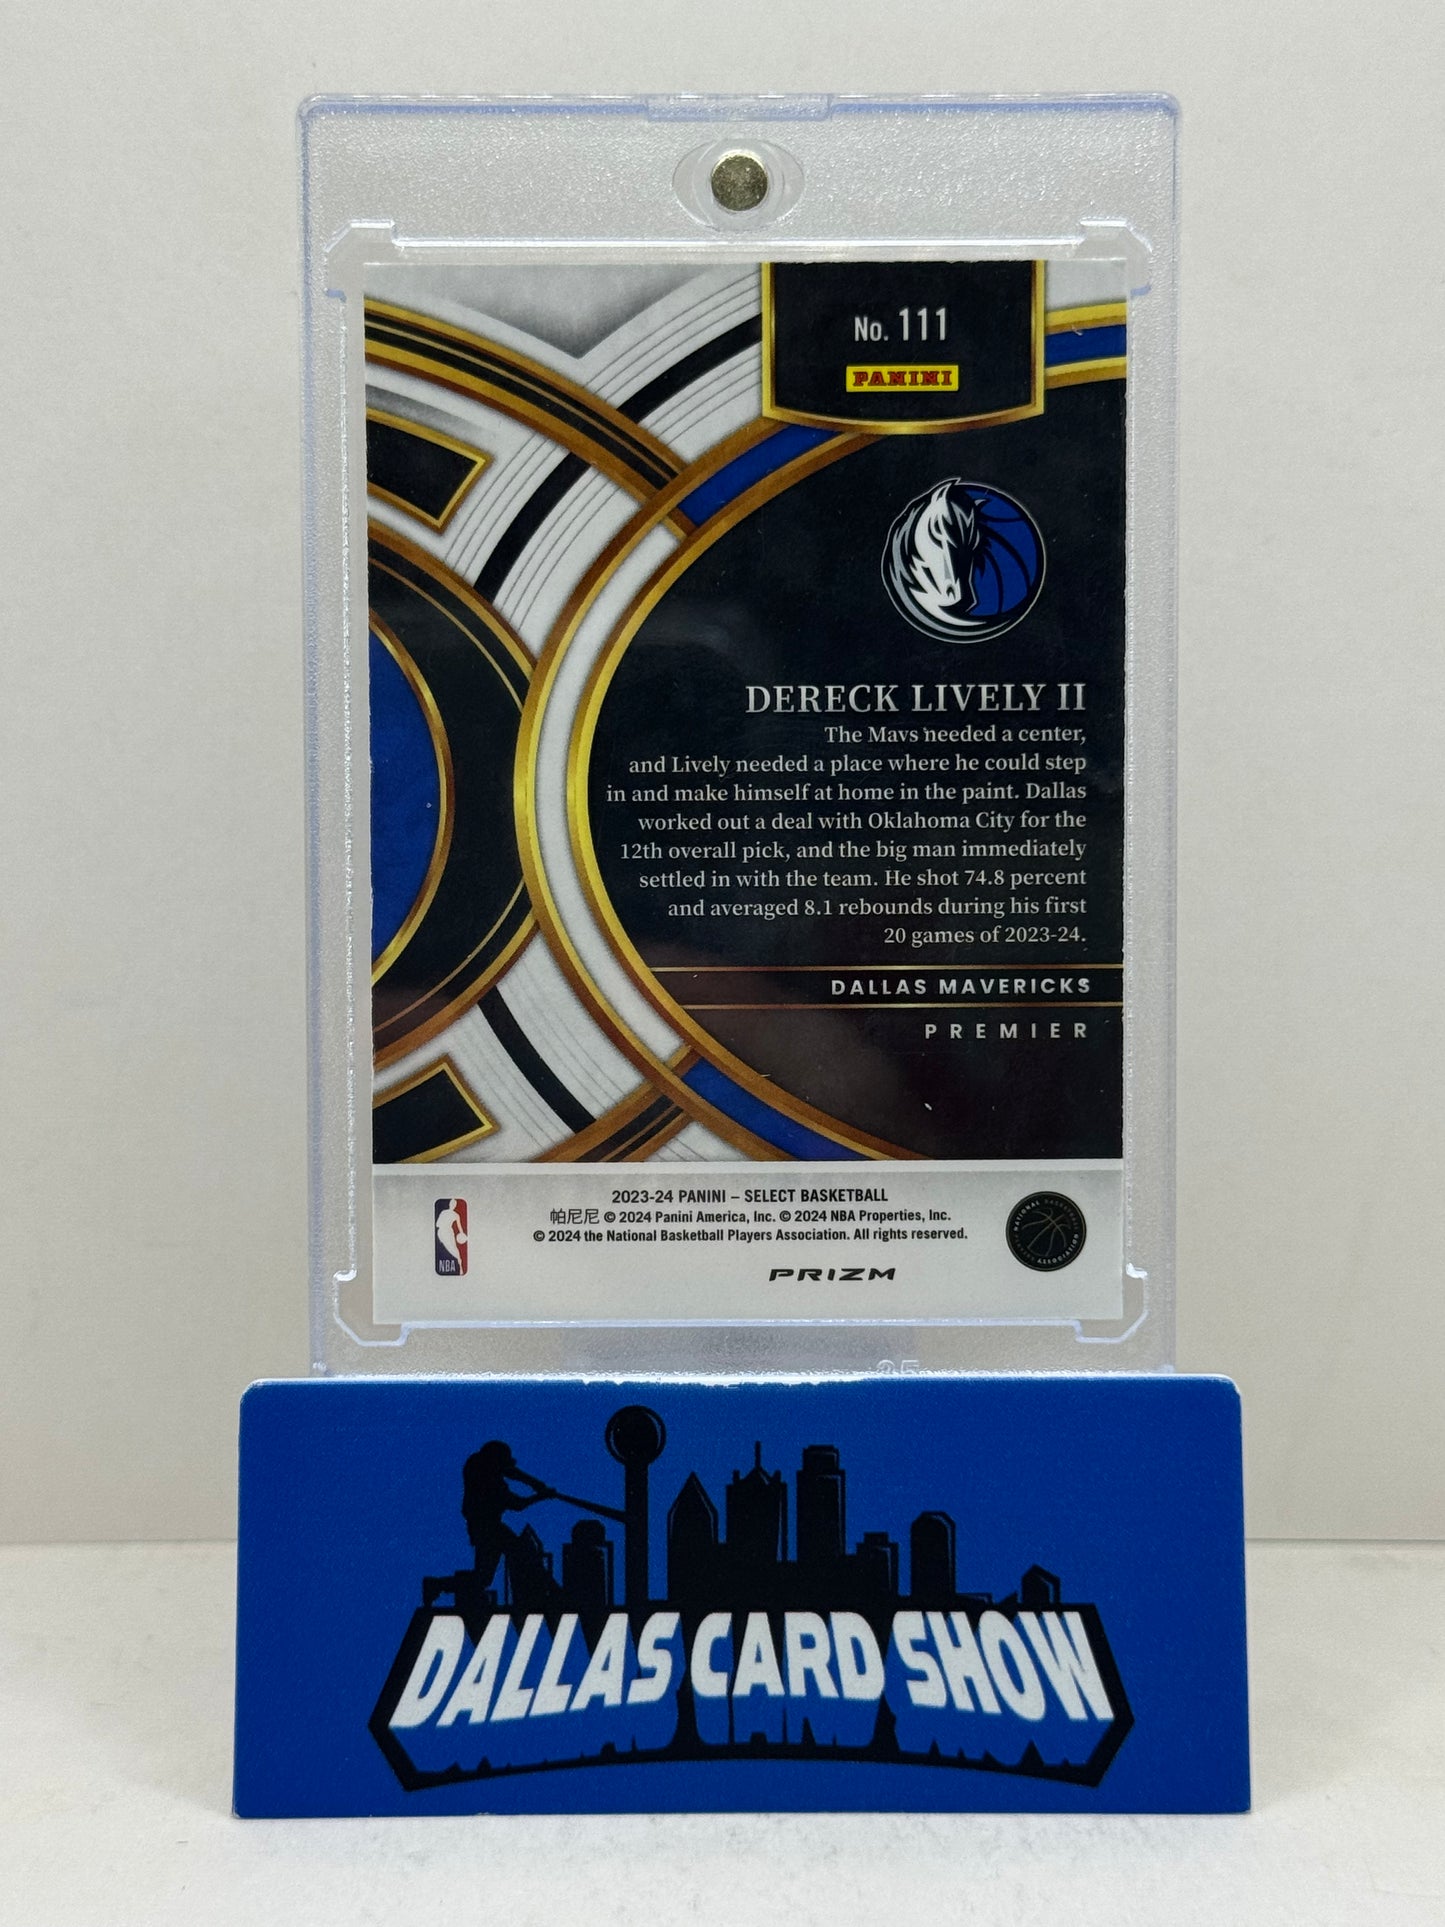 No. 111
PANINI
DERECK LIVELY II
The Mavs needed a center,
and Lively needed a place where he could step
in and make himself at home in the paint. Dallas
worked out a deal with Oklahoma City for the
12th overall pick, and the big man immediately
settled in with the team. He shot 74.8 percent
and averaged 8.1 rebounds during his first
20 games of 2023-24.
DALLAS MAVERICKS
PREMIER
2023-24 PANINI – SELECT BASKETBALL
帕尼尼 © 2024 Panini America, Inc. © 2024 NBA Properties, Inc.
© 2024 the National Basketball Players Association. All rights reserved.
NBA
NATIONAL BASKETBALL
ASSOCIATION
PRIZM
35
DALLAS CARD SHOW